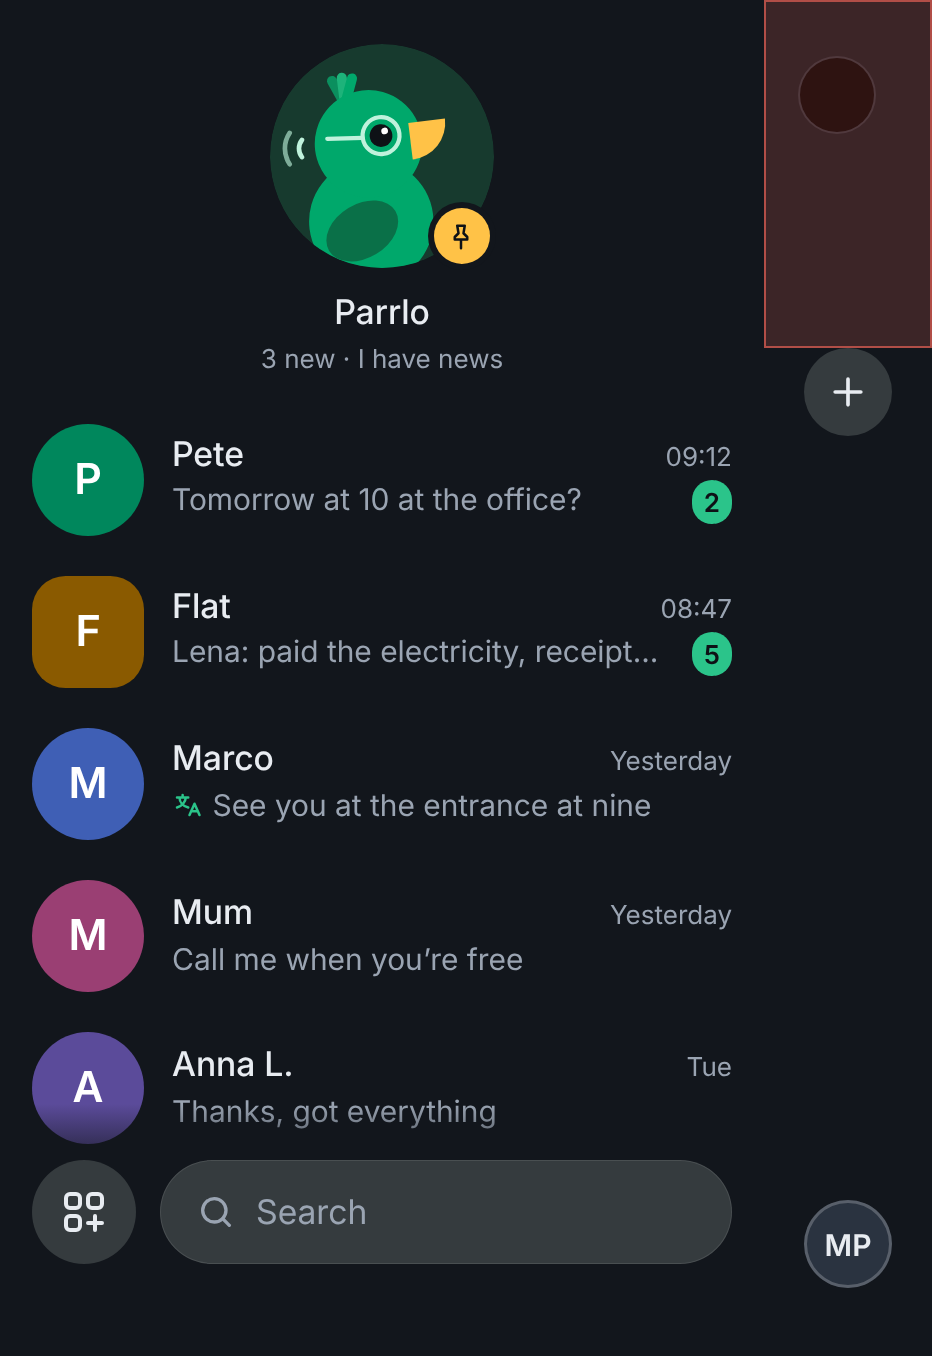 Parrlo
3 new · I have news
P
Pete
09:12
Tomorrow at 10 at the office?
2
F
Flat
08:47
Lena: paid the electricity, receipt...
5
M
Marco
Yesterday
See you at the entrance at nine
M
Mum
Yesterday
Call me when you’re free
A
Anna L.
Tue
Thanks, got everything
Search
MP